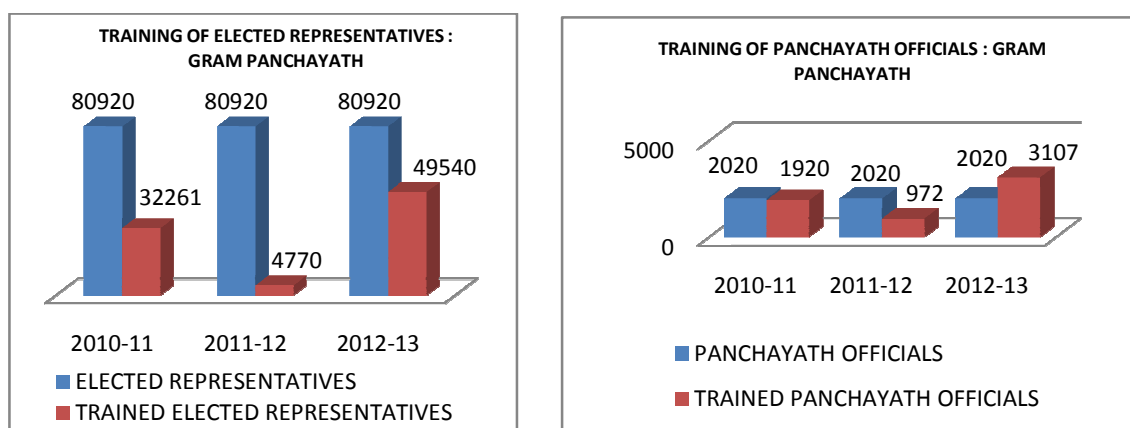 TRAINING OF ELECTED REPRESENTATIVES :
GRAM PANCHAYATH
80920
80920
80920
32261
4770
49540
2010-11
2011-12
2012-13
ELECTED REPRESENTATIVES
TRAINED ELECTED REPRESENTATIVES
TRAINING OF PANCHAYATH OFFICIALS : GRAM
PANCHAYATH
5000
0
2020
1920
2020
972
2020
3107
2010-11
2011-12
2012-13
PANCHAYATH OFFICIALS
TRAINED PANCHAYATH OFFICIALS